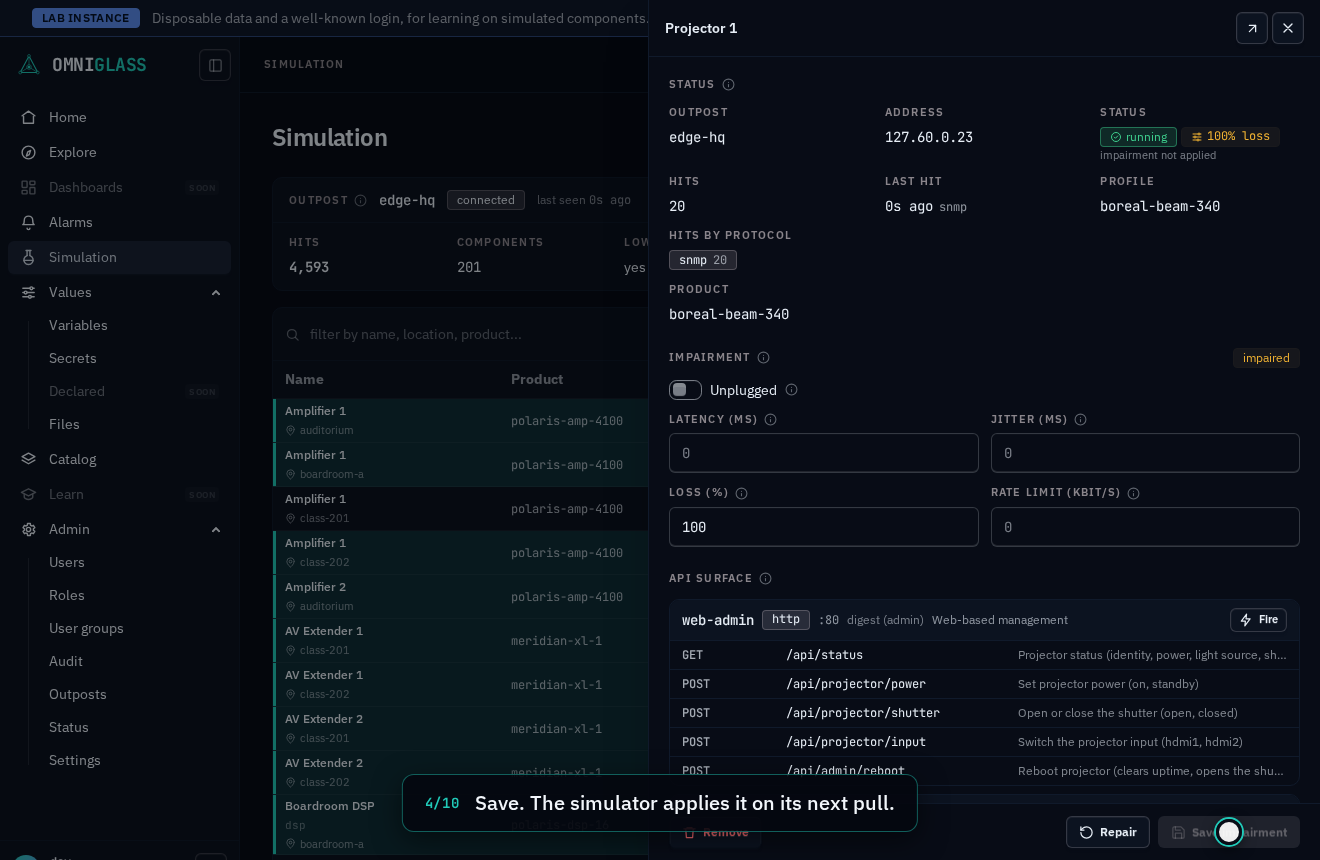 LAB INSTANCE Disposable data and a well-known login, for learning on simulated components.
OMNIGLASS
Home
Explore
Dashboards SOON
Alarms
Simulation
Values
Variables
Secrets
Declared SOON
Files
Catalog
Learn SOON
Admin
Users
Roles
User groups
Audit
Outposts
Status
Settings
SIMULATION
Simulation
OUTPOST edge-hq connected last seen 0s ago
HITS COMPONENTS
4,593 201 yes
filter by name, location, product...
Name Product
Amplifier 1
auditorium
polaris-amp-4100
Amplifier 1
boardroom-a
polaris-amp-4100
Amplifier 1
class-201
polaris-amp-4100
Amplifier 1
class-202
polaris-amp-4100
Amplifier 2
auditorium
polaris-amp-4100
AV Extender 1
class-201
meridian-xl-1
AV Extender 1
class-202
meridian-xl-1
AV Extender 2
class-201
meridian-xl-1
AV Extender 2
class-202
meridian-xl-1
Boardroom DSP
dsp
boardroom-a
Projector 1
STATUS
OUTPOST ADDRESS STATUS
edge-hq 127.60.0.23 running 100% loss
impairment not applied
HITS LAST HIT PROFILE
20 0s ago snmp boreal-beam-340
HITS BY PROTOCOL
snmp 20
PRODUCT
boreal-beam-340
IMPAIRMENT impaired
Unplugged
LATENCY (MS) JITTER (MS)
0 0
LOSS (%) RATE LIMIT (KBIT/S)
100 0
API SURFACE
web-admin http :80 digest (admin) Web-based management Fire
GET /api/status Projector status (identity, power, light source, sh...
POST /api/projector/power Set projector power (on, standby)
POST /api/projector/shutter Open or close the shutter (open, closed)
POST /api/projector/input Switch the projector input (hdmi1, hdmi2)
POST /api/admin/reboot Reboot projector (clears uptime, opens the shu...
4/10 Save. The simulator applies it on its next pull.
Remove Repair